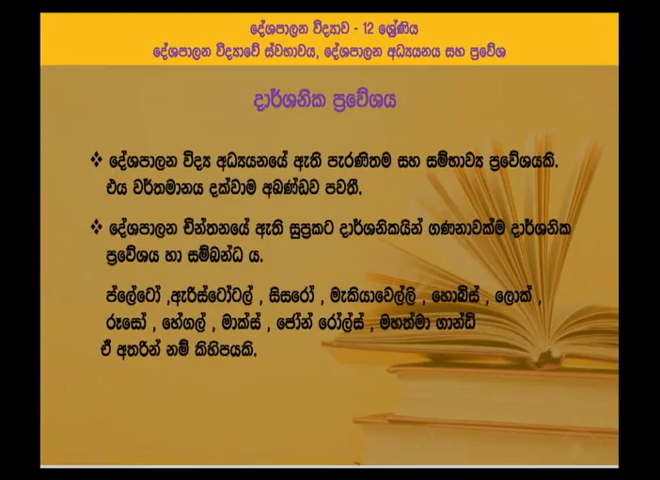 දේශපාලන විද්‍යාව - 12 ශ්‍රේණිය
දේශපාලන විද්‍යාවේ ස්වභාවය, දේශපාලන අධ්‍යයනය සහ ප්‍රවේශ
දාර්ශනික ප්‍රවේශය
❖ දේශපාලන විද්‍ය අධ්‍යයනයේ ඇති පැරණිතම සහ සම්භාව්‍ය ප්‍රවේශයකි.
එය වර්තමානය දක්වාම අඛණ්ඩව පවතී.
❖ දේශපාලන චින්තනයේ ඇති සුප්‍රකට දාර්ශනිකයින් ගණනාවක්ම දාර්ශනික
ප්‍රවේශය හා සම්බන්ධ ය.
ප්ලේටෝ ,ඇරිස්ටෝටල් , සිසරෝ , මැකියාවෙල්ලි , හොබ්ස් , ලොක් ,
රූසෝ , හේගල් , මාක්ස් , ජෝන් රෝල්ස් , මහත්මා ගාන්ධි
ඒ අතරින් නම් කිහිපයකි.